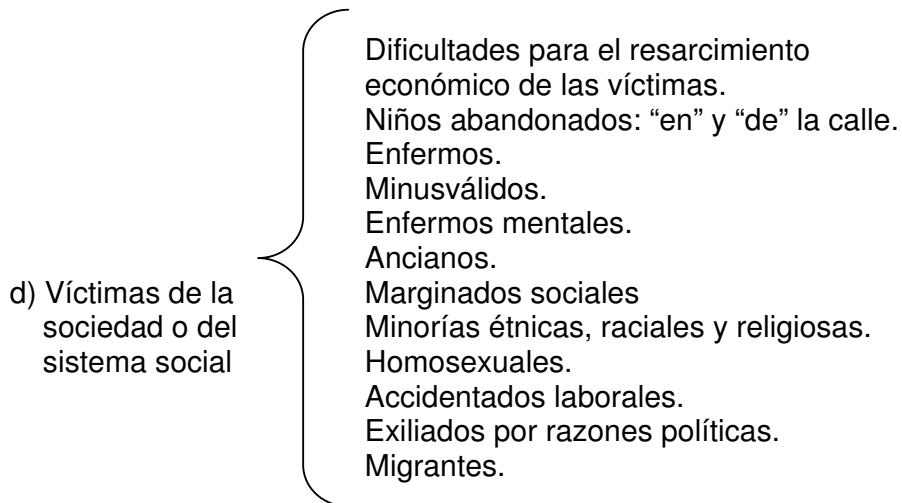 d) Víctimas de la
sociedad o del
sistema social
Dificultades para el resarcimiento
económico de las víctimas.
Niños abandonados: “en” y “de” la calle.
Enfermos.
Minusválidos.
Enfermos mentales.
Ancianos.
Marginados sociales
Minorías étnicas, raciales y religiosas.
Homosexuales.
Accidentados laborales.
Exiliados por razones políticas.
Migrantes.